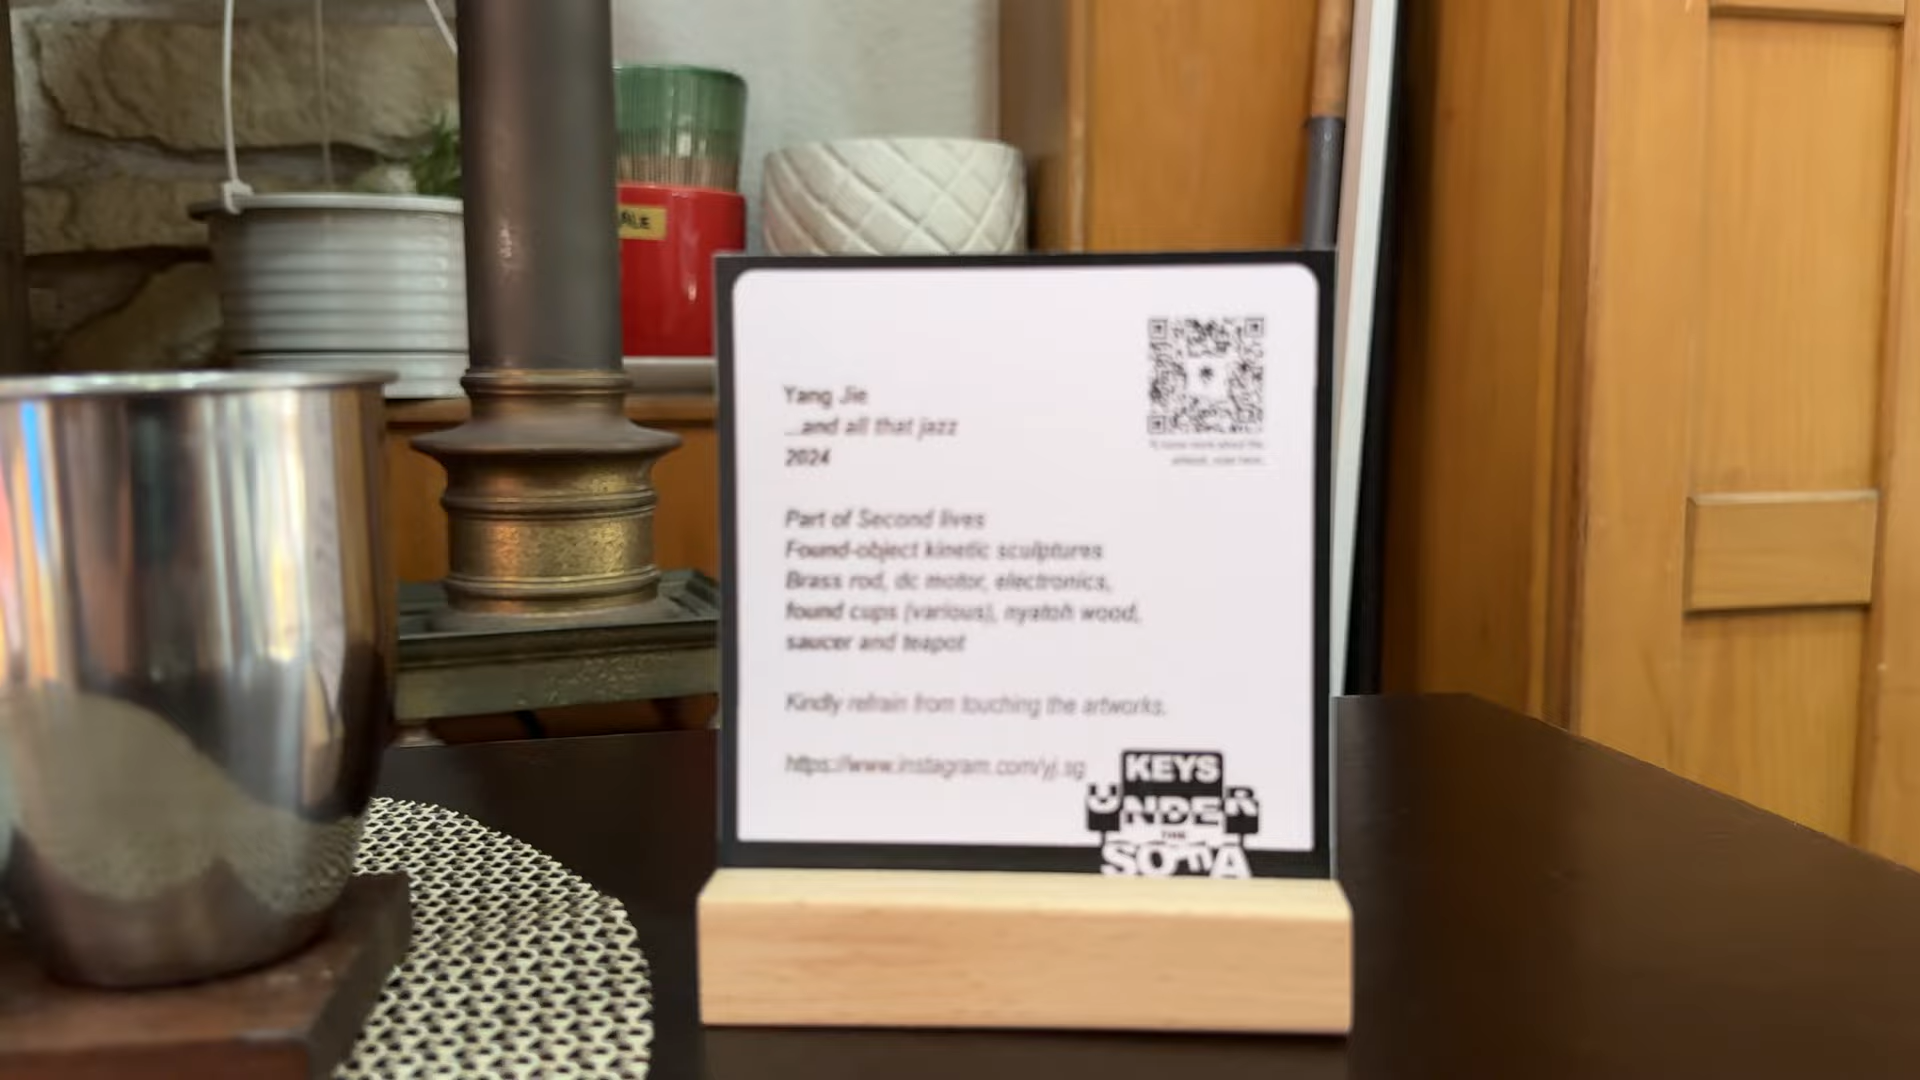 ALE
Yang Jie
...and all that jazz
2024
Part of Second lives
Found-object kinetic sculptures
Brass rod, dc motor, electronics,
found cups (various), nyatoh wood,
saucer and teapot
Kindly refrain from touching the artworks.
https://www.instagram.com/yj.sg
KEYS
UNDER
THE
SOFA